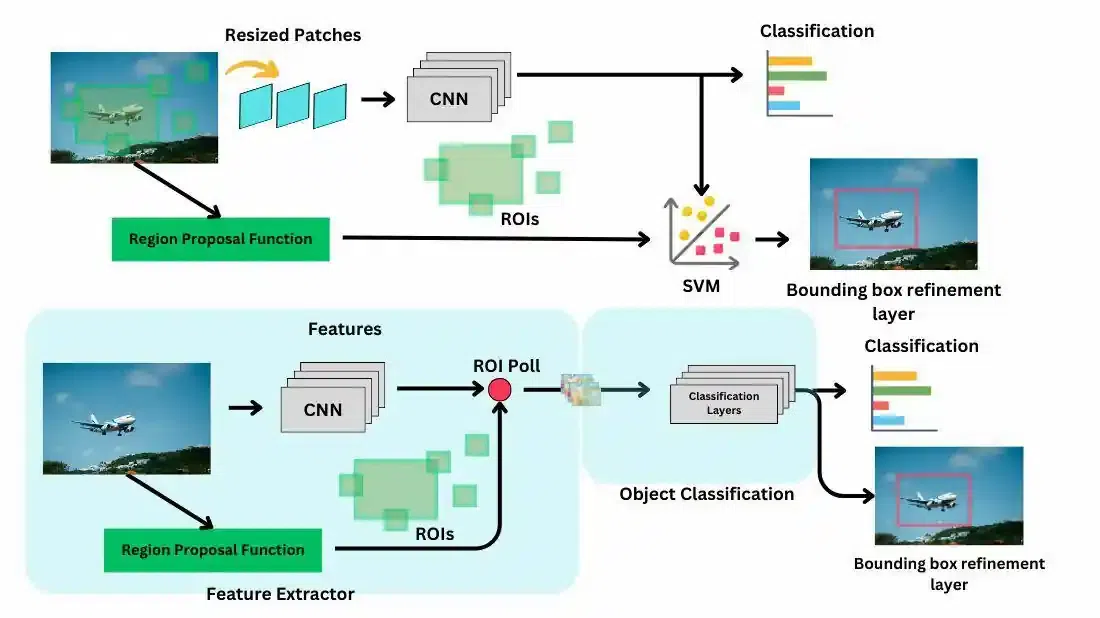 Resized Patches
Classification
CNN
ROIs
Region Proposal Function
SVM
Bounding box refinement
layer
Features
Classification
ROI Poll
CNN
Classification
Layers
Object Classification
ROIs
Region Proposal Function
Bounding box refinement
layer
Feature Extractor